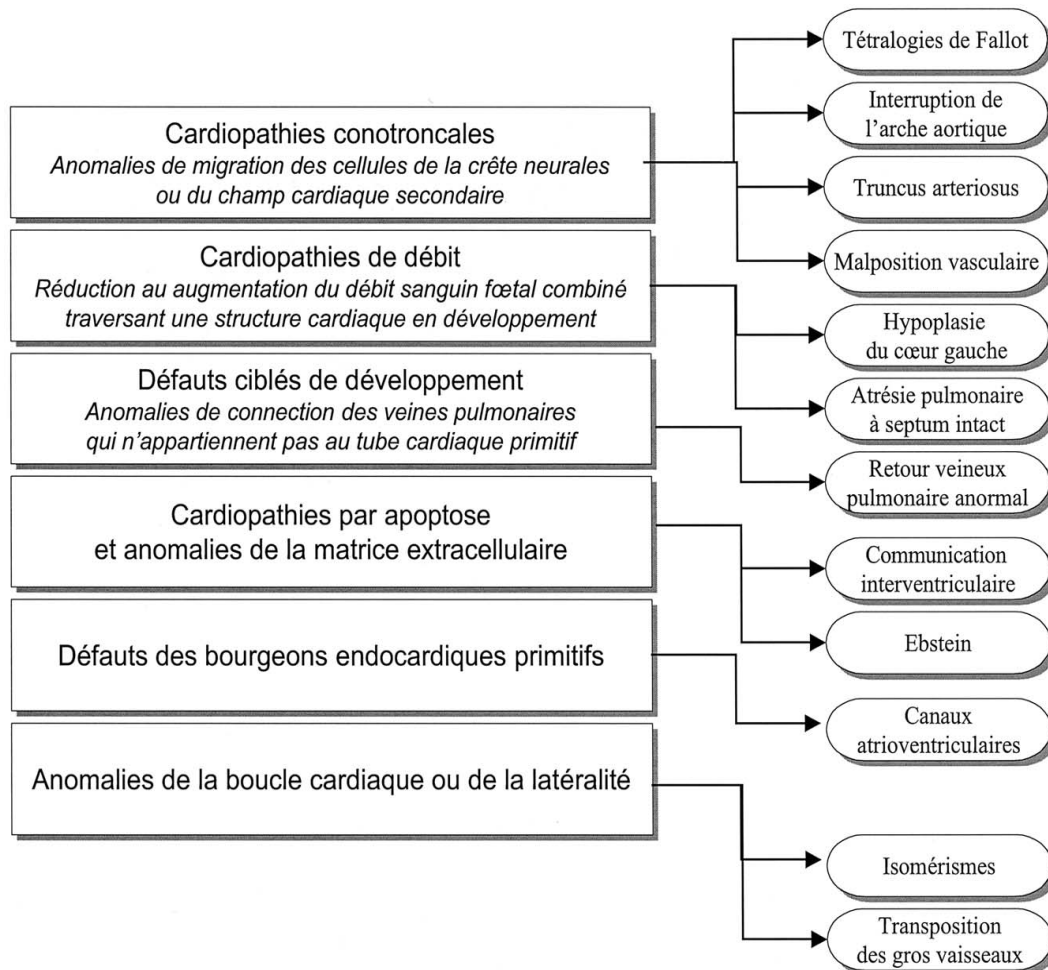 Cardiopathies conotroncales
Anomalies de migration des cellules de la crête neurales
ou du champ cardiaque secondaire
Cardiopathies de débit
Réduction au augmentation du débit sanguin fœtal combiné
traversant une structure cardiaque en développement
Défauts ciblés de développement
Anomalies de connection des veines pulmonaires
qui n'appartiennent pas au tube cardiaque primitif
Cardiopathies par apoptose
et anomalies de la matrice extracellulaire
Défauts des bourgeons endocardiques primitifs
Anomalies de la boucle cardiaque ou de la latéralité
Tétralogies de Fallot
Interruption de
l'arche aortique
Truncus arteriosus
Malposition vasculaire
Hypoplasie
du cœur gauche
Atrésie pulmonaire
à septum intact
Retour veineux
pulmonaire anormal
Communication
interventriculaire
Ebstein
Canaux
atrioventriculaires
Isomérismes
Transposition
des gros vaisseaux